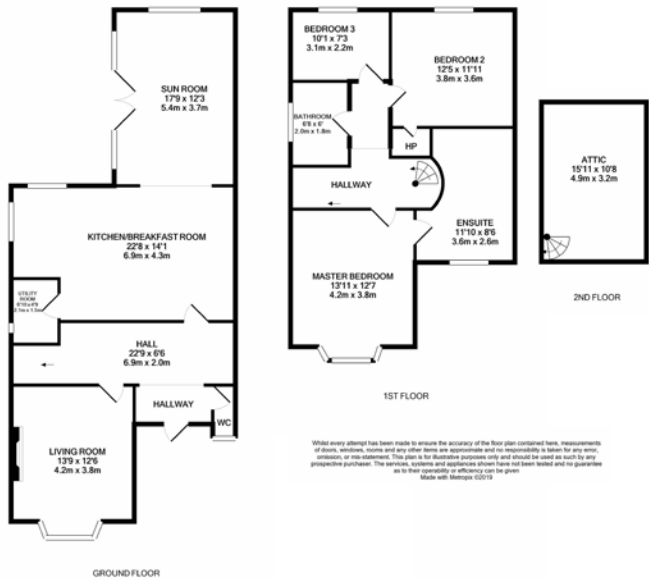 SUN ROOM
17'9 x 12'3
5.4m x 3.7m
KITCHEN/BREAKFAST ROOM
22'8 x 14'1
6.9m x 4.3m
UTILITY
ROOM
HALL
22'9 x 6'6
6.9m x 2.0m
HALLWAY
WC
LIVING ROOM
13'9 x 12'6
4.2m x 3.8m
GROUND FLOOR
BEDROOM 3
10'1 x 7'3
3.1m x 2.2m
BEDROOM 2
12'5 x 11'11
3.8m x 3.6m
BATHROOM
6'8 x 6'
2.0m x 1.8m
HP
HALLWAY
ENSUITE
11'10 x 8'6
3.6m x 2.6m
MASTER BEDROOM
13'11 x 12'7
4.2m x 3.8m
1ST FLOOR
ATTIC
15'11 x 10'8
4.9m x 3.2m
2ND FLOOR
Whilst every attempt has been made to ensure the accuracy of the floor plan contained here, measurements
of doors, windows, rooms and any other items are approximate and no responsibility is taken for any error,
omission, or mis-statement. This plan is for illustrative purposes only and should be used as such by any
prospective purchaser. The services, systems and appliances shown have not been tested and no guarantee
as to their operability or efficiency can be given
Made with Metropix ©2019